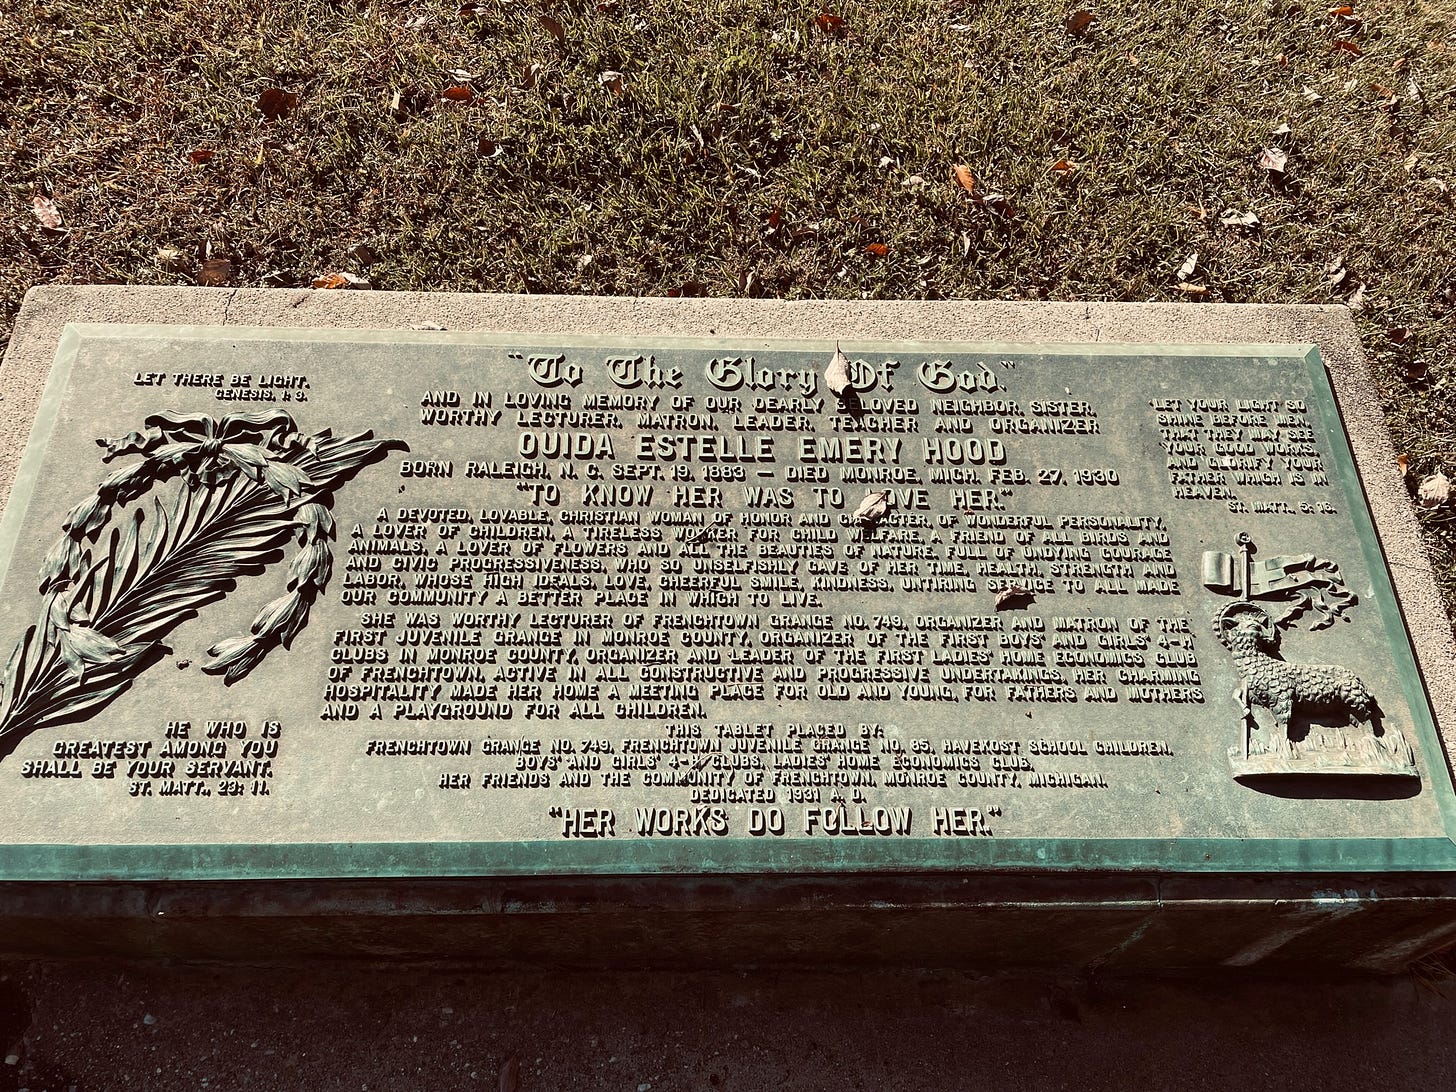 "To The Glory Of God."
AND IN LOVING MEMORY OF OUR DEARLY BELOVED NEIGHBOR, SISTER,
WORTHY LECTURER, MATRON, LEADER, TEACHER AND ORGANIZER
OUIDA ESTELLE EMERY HOOD
BORN RALEIGH, N. C. SEPT. 19, 1883 — DIED MONROE, MICH. FEB. 27, 1930
"TO KNOW HER WAS TO LOVE HER."
A DEVOTED, LOVABLE, CHRISTIAN WOMAN OF HONOR AND CHARACTER, OF WONDERFUL PERSONALITY,
A LOVER OF CHILDREN, A TIRELESS WORKER FOR CHILD WELFARE, A FRIEND OF ALL BIRDS AND
ANIMALS, A LOVER OF FLOWERS AND ALL THE BEAUTIES OF NATURE, FULL OF UNDYING COURAGE
AND CIVIC PROGRESSIVENESS, WHO SO UNSELFISHLY GAVE OF HER TIME, HEALTH, STRENGTH AND
LABOR, WHOSE HIGH IDEALS, LOVE, CHEERFUL SMILE, KINDNESS, UNTIRING SERVICE TO ALL MADE
OUR COMMUNITY A BETTER PLACE IN WHICH TO LIVE.
SHE WAS WORTHY LECTURER OF FRENCHTOWN GRANGE NO. 749, ORGANIZER AND MATRON OF THE
FIRST JUVENILE GRANGE IN MONROE COUNTY, ORGANIZER OF THE FIRST BOYS' AND GIRLS' 4-H
CLUBS IN MONROE COUNTY, ORGANIZER AND LEADER OF THE FIRST LADIES' HOME ECONOMICS CLUB
OF FRENCHTOWN, ACTIVE IN ALL CONSTRUCTIVE AND PROGRESSIVE UNDERTAKINGS, HER CHARMING
HOSPITALITY MADE HER HOME A MEETING PLACE FOR OLD AND YOUNG, FOR FATHERS AND MOTHERS
AND A PLAYGROUND FOR ALL CHILDREN.
THIS TABLET PLACED BY:
FRENCHTOWN GRANGE NO. 749, FRENCHTOWN JUVENILE GRANGE NO. 85, HAVEKOST SCHOOL CHILDREN,
BOYS' AND GIRLS' 4-H CLUBS, LADIES' HOME ECONOMICS CLUB,
HER FRIENDS AND THE COMMUNITY OF FRENCHTOWN, MONROE COUNTY, MICHIGAN.
DEDICATED 1931 A. D.
"HER WORKS DO FOLLOW HER."
LET THERE BE LIGHT.
GENESIS, 1: 3.
HE WHO IS
GREATEST AMONG YOU
SHALL BE YOUR SERVANT.
ST. MATT., 23: 11.
LET YOUR LIGHT SO
SHINE BEFORE MEN,
THAT THEY MAY SEE
YOUR GOOD WORKS,
AND GLORIFY YOUR
FATHER WHICH IS IN
HEAVEN.
ST. MATT., 5: 16.